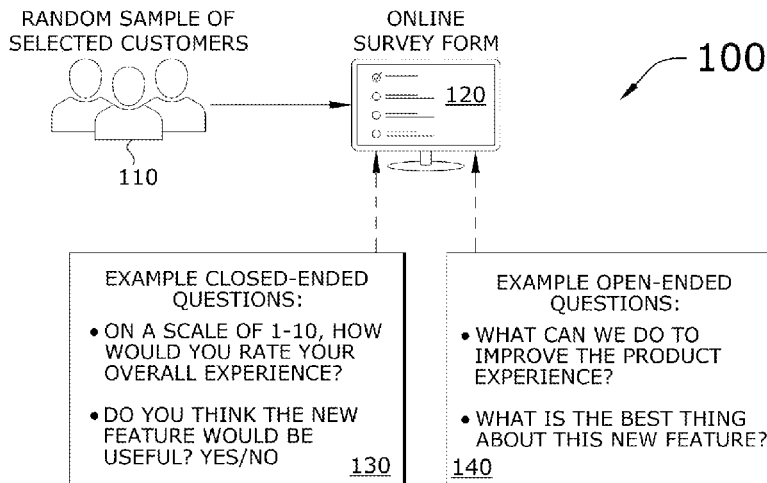 RANDOM SAMPLE OF
SELECTED CUSTOMERS
ONLINE
SURVEY FORM
100
120
110
EXAMPLE CLOSED-ENDED
QUESTIONS:
• ON A SCALE OF 1-10, HOW
WOULD YOU RATE YOUR
OVERALL EXPERIENCE?
• DO YOU THINK THE NEW
FEATURE WOULD BE
USEFUL? YES/NO
130
EXAMPLE OPEN-ENDED
QUESTIONS:
• WHAT CAN WE DO TO
IMPROVE THE PRODUCT
EXPERIENCE?
• WHAT IS THE BEST THING
ABOUT THIS NEW FEATURE?
140